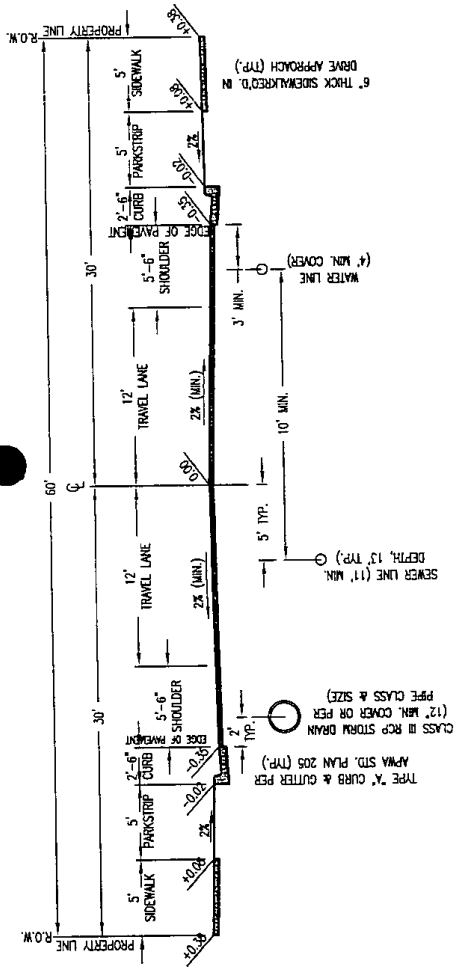 60'
30'
30'
R.O.W.
PROPERTY LINE
5'
SIDEWALK
5'
PARKSTRIP
2'-6"
CURB
EDGE OF PAVEMENT
5'-6"
SHOULDER
12'
TRAVEL LANE
℄
12'
TRAVEL LANE
5'-6"
SHOULDER
EDGE OF PAVEMENT
2'-6"
CURB
5'
PARKSTRIP
5'
SIDEWALK
PROPERTY LINE
R.O.W.
+0.38
+0.08
-0.02
-0.35
0.00
-0.35
-0.02
+0.08
+0.38
2%
2% (MIN.)
2% (MIN.)
2%
2'
TYP.
5' TYP.
10' MIN.
3' MIN.
TYPE "A" CURB & GUTTER PER
APWA STD. PLAN 205 (TYP.)
CLASS III RCP STORM DRAIN
(12" MIN. COVER OR PER
PIPE CLASS & SIZE)
SEWER LINE (11' MIN.
DEPTH, 13' TYP.)
WATER LINE
(4' MIN. COVER)
6" THICK SIDEWALKREQ'D. IN
DRIVE APPROACH (TYP.)